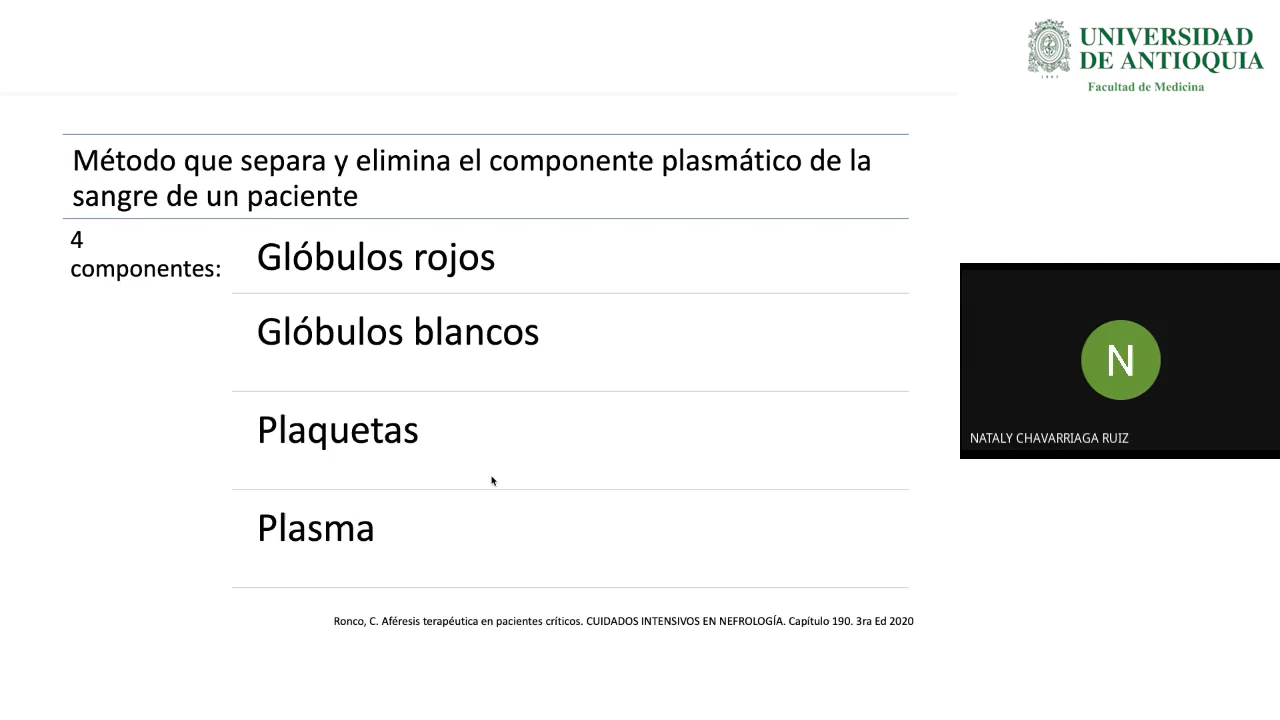 UNIVERSIDAD
DE ANTIOQUIA
1803
Facultad de Medicina
Método que separa y elimina el componente plasmático de la
sangre de un paciente
4
componentes:
Glóbulos rojos
Glóbulos blancos
Plaquetas
Plasma
Ronco, C. Aféresis terapéutica en pacientes críticos. CUIDADOS INTENSIVOS EN NEFROLOGÍA. Capítulo 190. 3ra Ed 2020
N
NATALY CHAVARRIAGA RUIZ